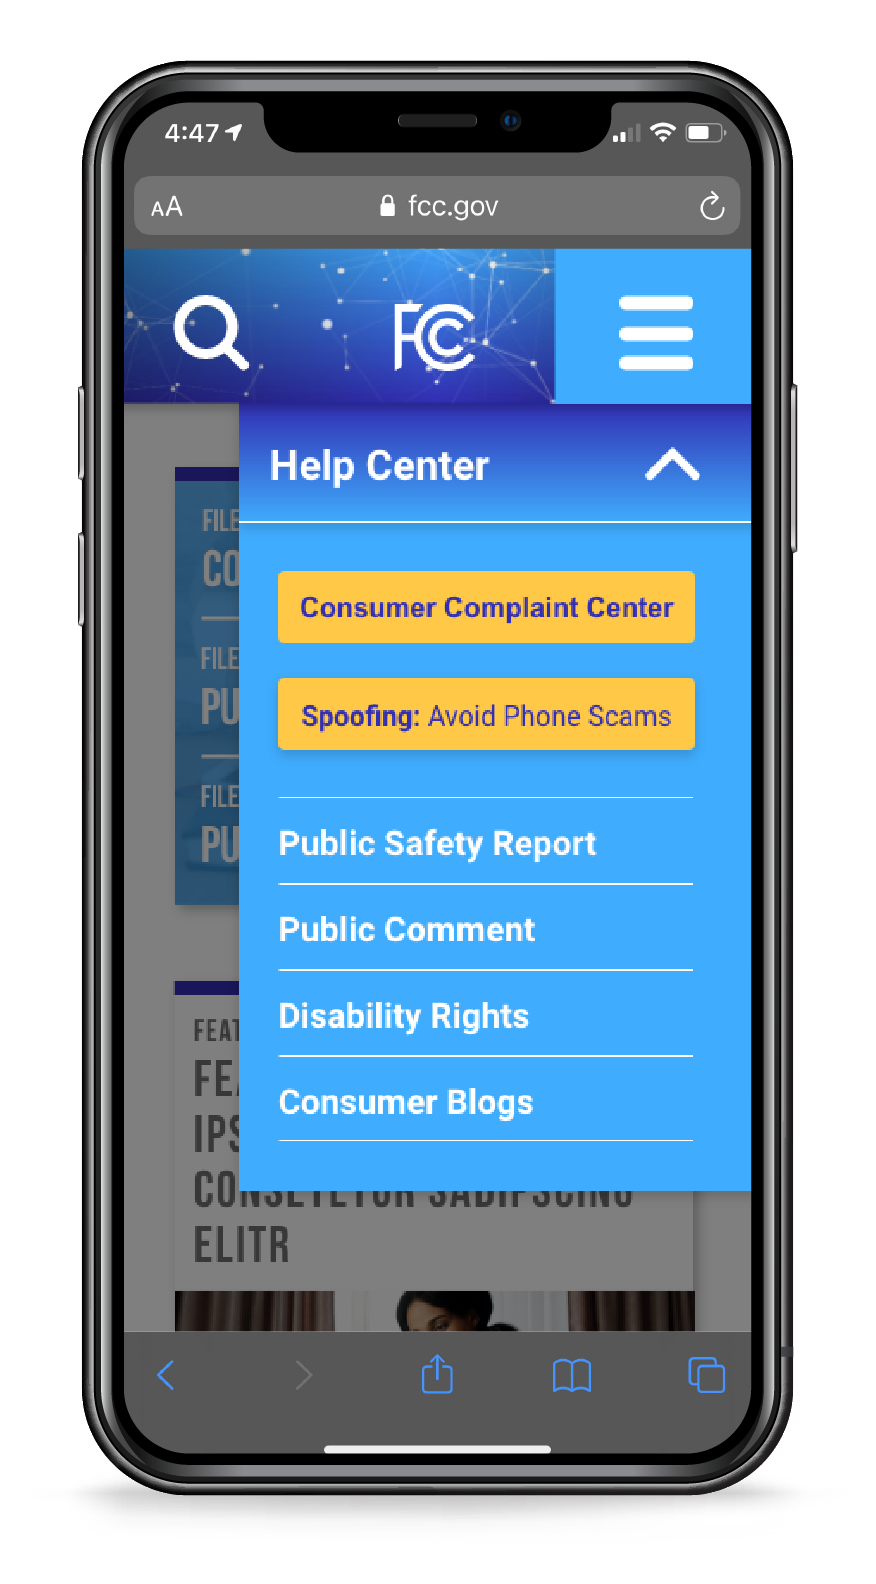 4:47
AA fcc.gov
FCC
Help Center
FILE
CO
Consumer Complaint Center
FILE
PU
Spoofing: Avoid Phone Scams
FILE
PU
Public Safety Report
Public Comment
Disability Rights
Consumer Blogs
FEAT
FEA
IPS
CONSETETUR SADIPSCING
ELITR